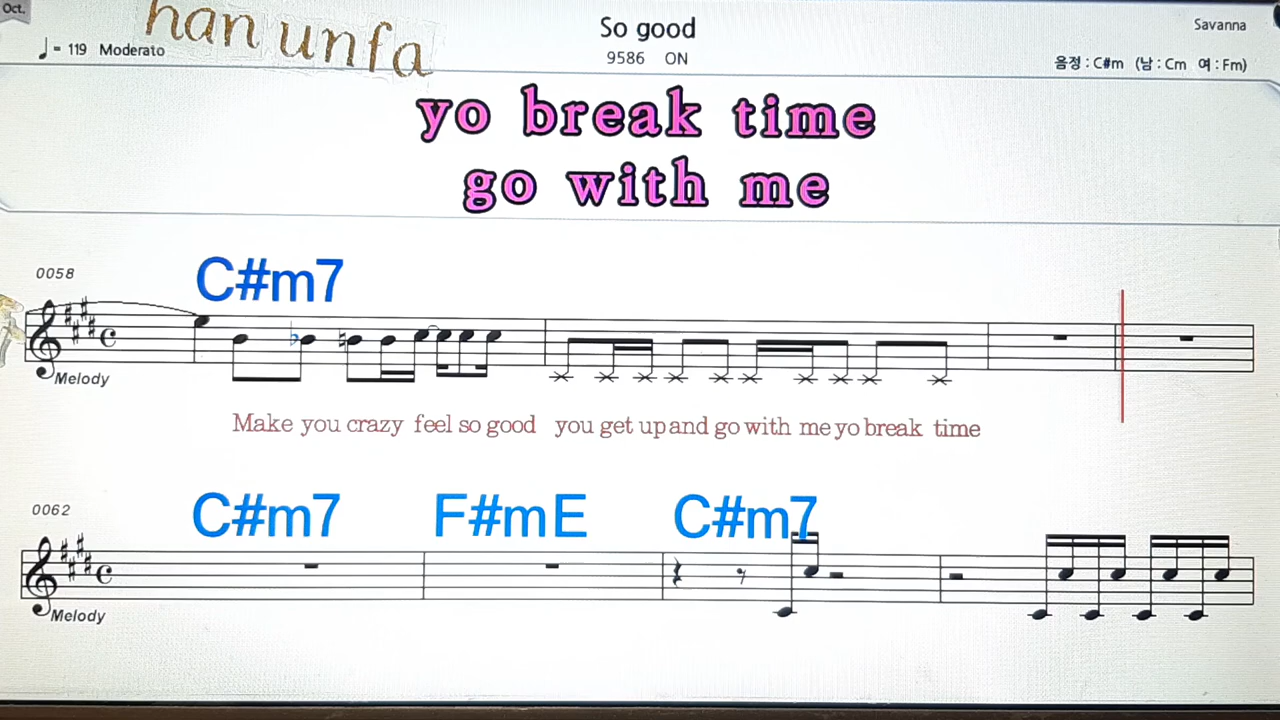 Oct.
han unfa
So good
Savanna
♩= 119 Moderato
9586 ON
음정 : C#m (남 : Cm 여 : Fm)
yo break time
go with me
0058
C#m7
Melody
Make you crazy feel so good you get up and go with me yo break time
0062
C#m7 F#m E C#m7
Melody